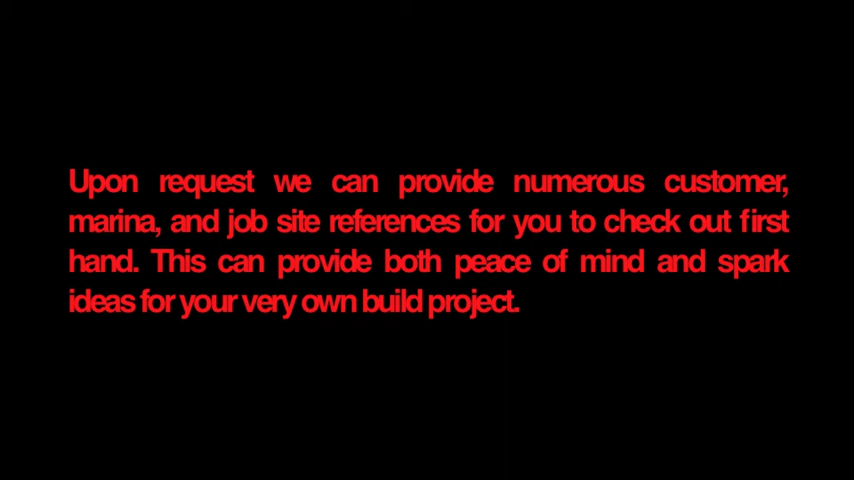 Upon request we can provide numerous customer,
marina, and job site references for you to check out first
hand. This can provide both peace of mind and spark
ideas for your very own build project.